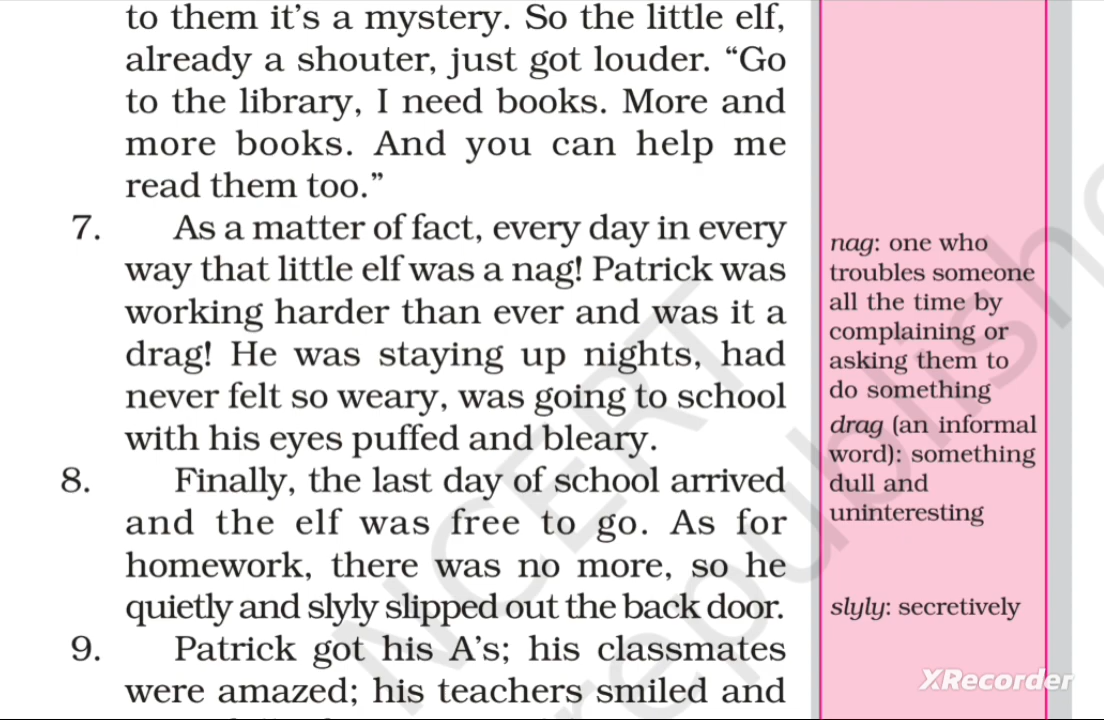 to them it's a mystery. So the little elf,
already a shouter, just got louder. “Go
to the library, I need books. More and
more books. And you can help me
read them too.”
7. As a matter of fact, every day in every
way that little elf was a nag! Patrick was
working harder than ever and was it a
drag! He was staying up nights, had
never felt so weary, was going to school
with his eyes puffed and bleary.
8. Finally, the last day of school arrived
and the elf was free to go. As for
homework, there was no more, so he
quietly and slyly slipped out the back door.
9. Patrick got his A's; his classmates
were amazed; his teachers smiled and
nag: one who
troubles someone
all the time by
complaining or
asking them to
do something
drag (an informal
word): something
dull and
uninteresting
slyly: secretively
NCERT
republishe
XRecorder